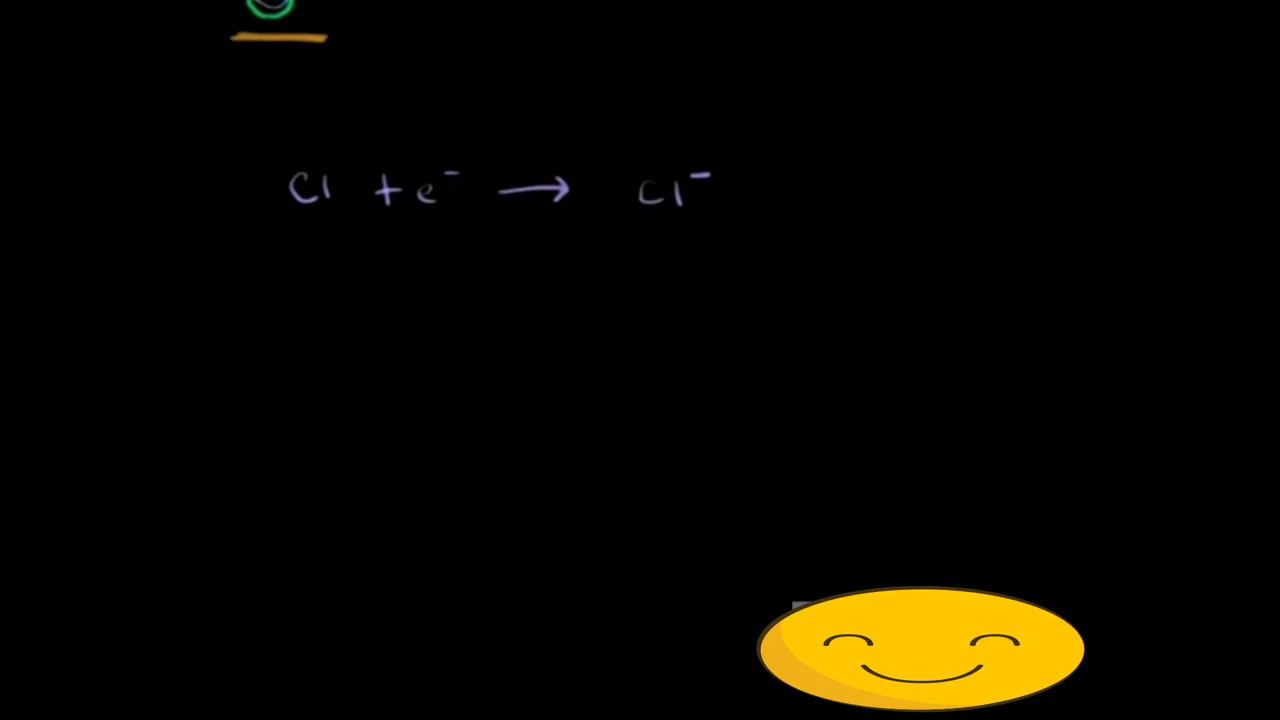 Cl + e⁻ → Cl⁻